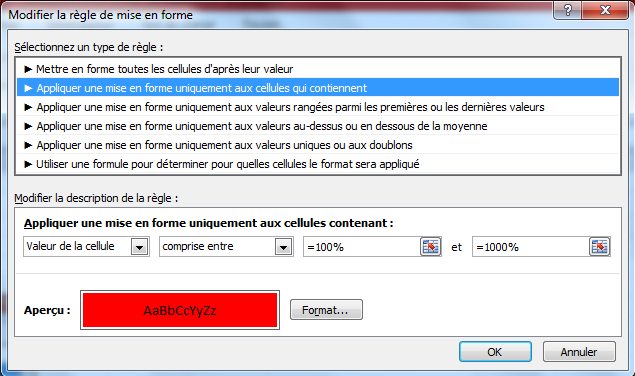 Modifier la règle de mise en forme
Sélectionnez un type de règle :
► Mettre en forme toutes les cellules d'après leur valeur
► Appliquer une mise en forme uniquement aux cellules qui contiennent
► Appliquer une mise en forme uniquement aux valeurs rangées parmi les premières ou les dernières valeurs
► Appliquer une mise en forme uniquement aux valeurs au-dessus ou en dessous de la moyenne
► Appliquer une mise en forme uniquement aux valeurs uniques ou aux doublons
► Utiliser une formule pour déterminer pour quelles cellules le format sera appliqué
Modifier la description de la règle :
Appliquer une mise en forme uniquement aux cellules contenant :
Valeur de la cellule comprise entre =100% et =1000%
Aperçu : AaBbCcYyZz Format...
OK Annuler